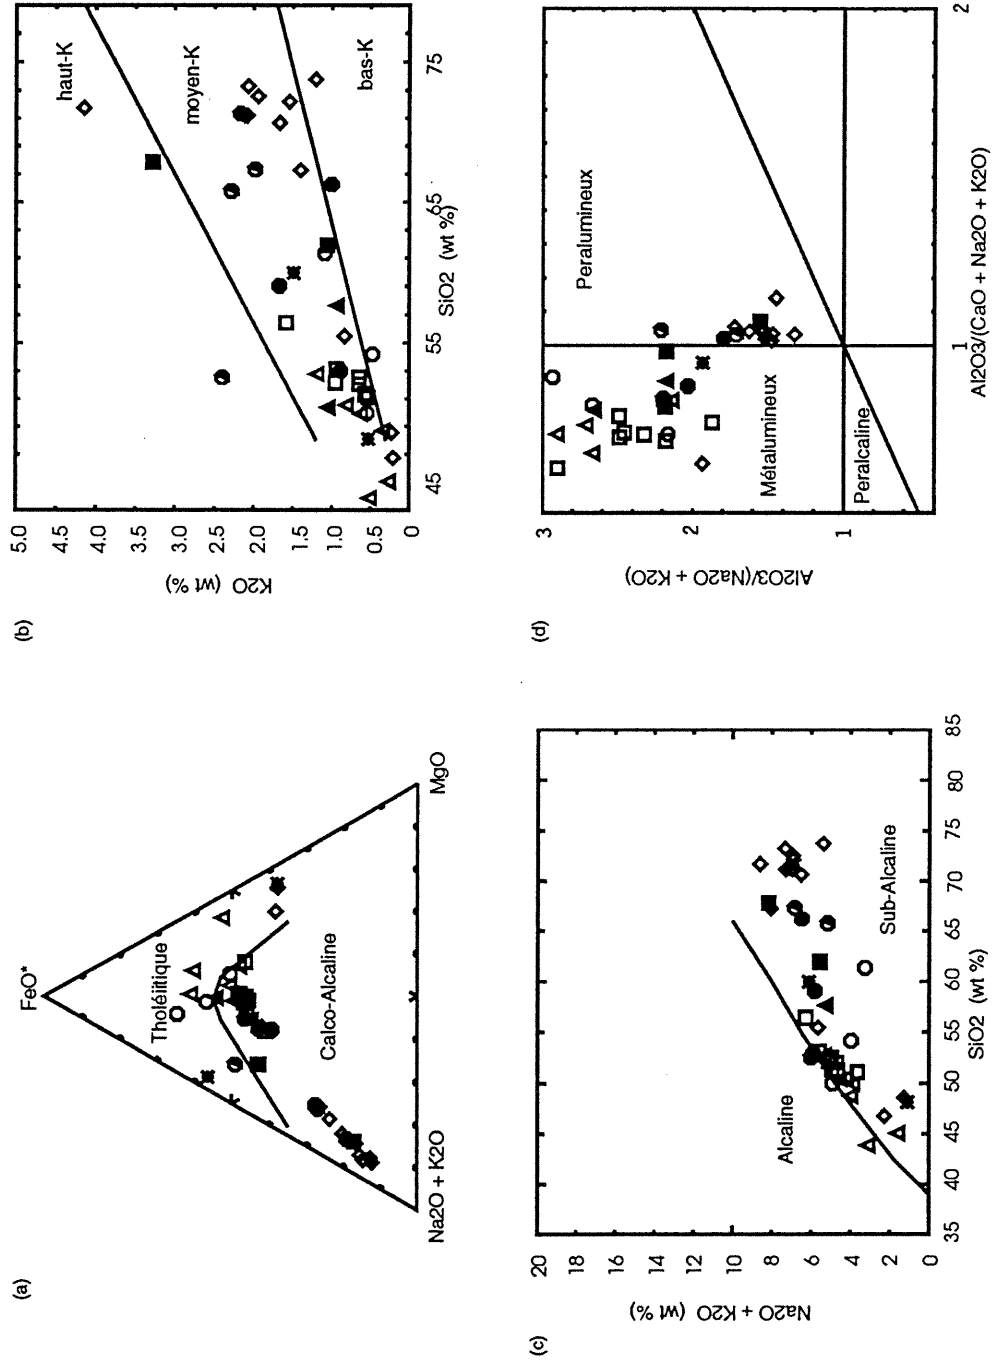 (a)
FeO*
Tholéiitique
Calco-Alcaline
Na2O + K2O
MgO
(b)
5.0
4.5
4.0
3.5
3.0
2.5
2.0
1.5
1.0
0.5
0
K2O (wt %)
haut-K
moyen-K
bas-K
45
55
65
75
SiO2 (wt %)
(c)
20
18
16
14
12
10
8
6
4
2
0
Na2O + K2O (wt %)
Alcaline
Sub-Alcaline
35
40
45
50
55
60
65
70
75
80
85
SiO2 (wt %)
(d)
3
2
1
Al2O3/(Na2O + K2O)
Peralumineux
Métalumineux
Peralcaline
1
2
Al2O3/(CaO + Na2O + K2O)